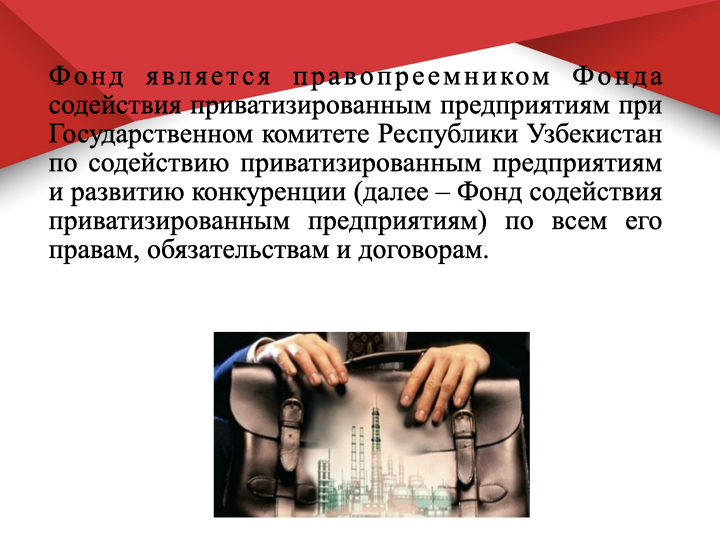 Фонд является правопреемником Фонда
содействия приватизированным предприятиям при
Государственном комитете Республики Узбекистан
по содействию приватизированным предприятиям
и развитию конкуренции (далее – Фонд содействия
приватизированным предприятиям) по всем его
правам, обязательствам и договорам.